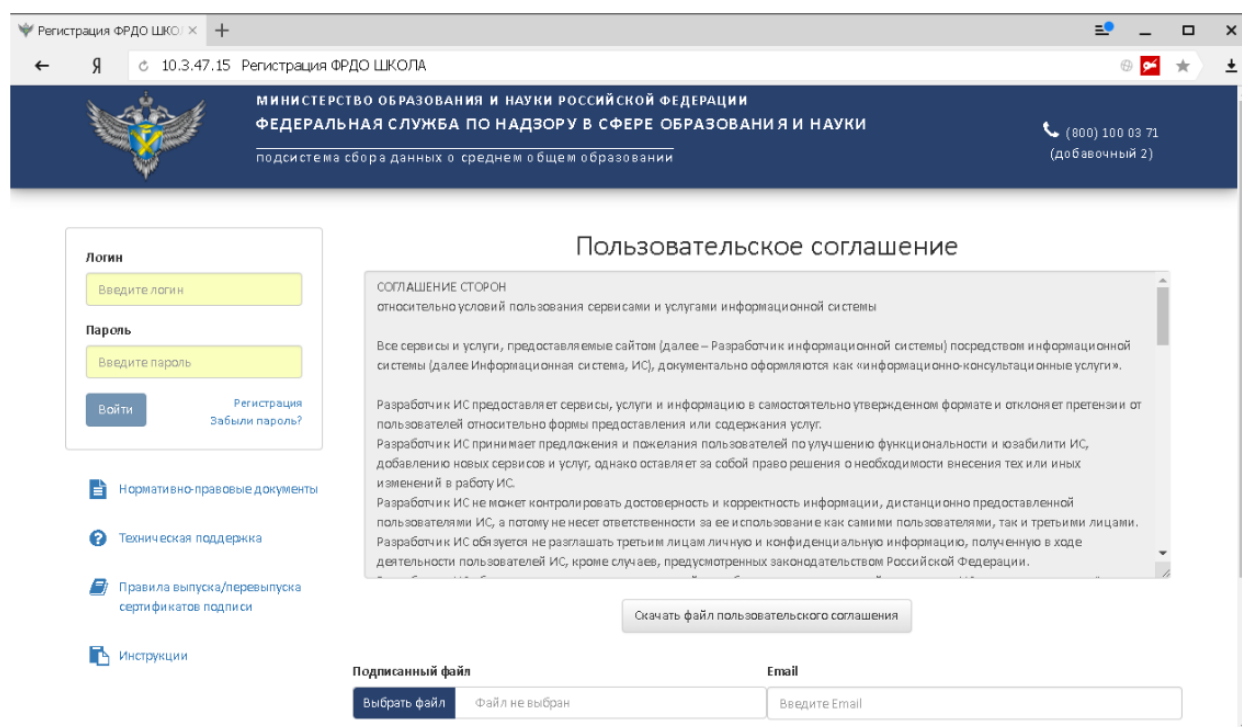 Регистрация ФРДО ШКО
Я 10.3.47.15 Регистрация ФРДО ШКОЛА
МИНИСТЕРСТВО ОБРАЗОВАНИЯ И НАУКИ РОССИЙСКОЙ ФЕДЕРАЦИИ
ФЕДЕРАЛЬНАЯ СЛУЖБА ПО НАДЗОРУ В СФЕРЕ ОБРАЗОВАНИЯ И НАУКИ
подсистема сбора данных о среднем общем образовании
(800) 100 03 71
(добавочный 2)
Логин
Введите логин
Пароль
Введите пароль
Войти
Регистрация
Забыли пароль?
Нормативно-правовые документы
Техническая поддержка
Правила выпуска/перевыпуска
сертификатов подписи
Инструкции
Пользовательское соглашение
СОГЛАШЕНИЕ СТОРОН
относительно условий пользования сервисами и услугами информационной системы
Все сервисы и услуги, предоставляемые сайтом (далее – Разработчик информационной системы) посредством информационной
системы (далее Информационная система, ИС), документально оформляются как «информационно-консультационные услуги».
Разработчик ИС предоставляет сервисы, услуги и информацию в самостоятельно утвержденном формате и отклоняет претензии от
пользователей относительно формы предоставления или содержания услуг.
Разработчик ИС принимает предложения и пожелания пользователей по улучшению функциональности и юзабилити ИС,
добавлению новых сервисов и услуг, однако оставляет за собой право решения о необходимости внесения тех или иных
изменений в работу ИС.
Разработчик ИС не может контролировать достоверность и корректность информации, дистанционно предоставленной
пользователями ИС, а потому не несет ответственности за ее использование как самими пользователями, так и третьими лицами.
Разработчик ИС обязуется не разглашать третьим лицам личную и конфиденциальную информацию, полученную в ходе
деятельности пользователей ИС, кроме случаев, предусмотренных законодательством Российской Федерации.
Скачать файл пользовательского соглашения
Подписанный файл
Выбрать файл Файл не выбран
Email
Введите Email